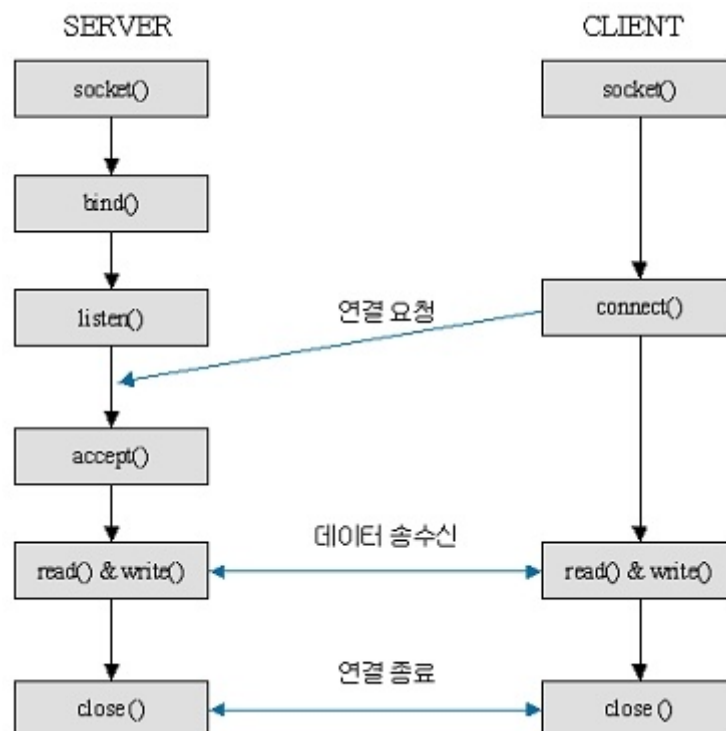 SERVER
CLIENT
socket()
socket()
bind()
listen()
연결 요청
connect()
accept()
데이터 송수신
read() & write()
read() & write()
연결 종료
close ()
close ()